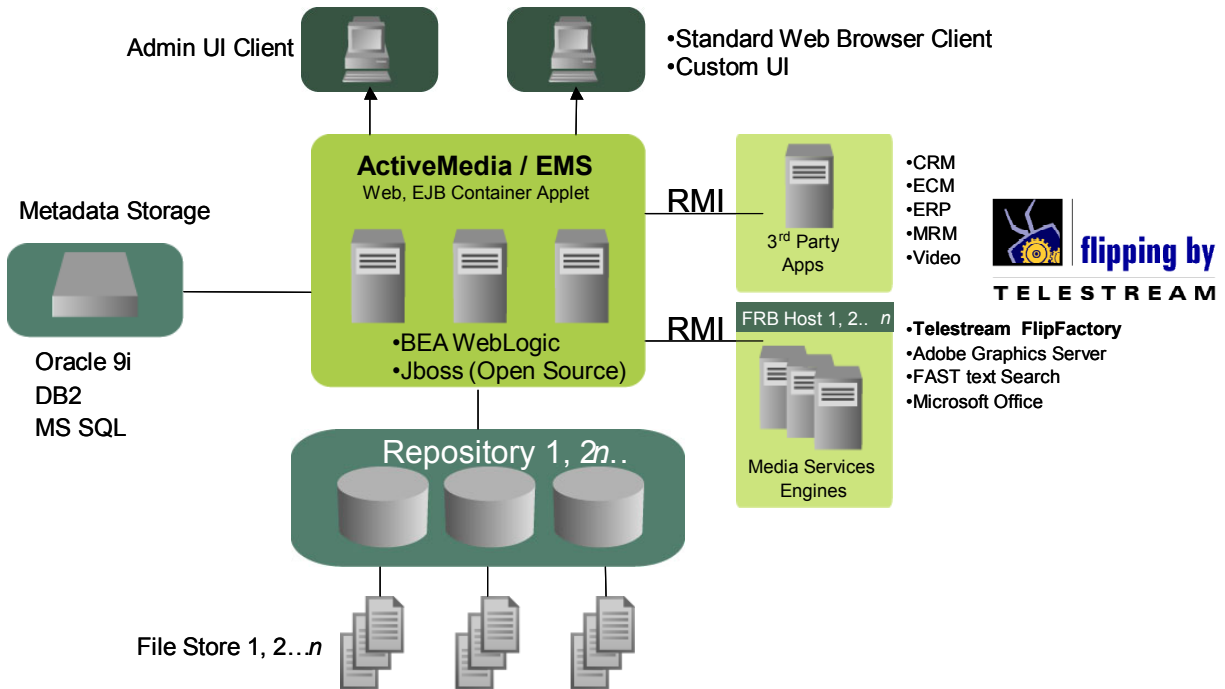 Admin UI Client
•Standard Web Browser Client
•Custom UI
ActiveMedia / EMS
Web, EJB Container Applet
•BEA WebLogic
•Jboss (Open Source)
Metadata Storage
Oracle 9i
DB2
MS SQL
RMI
3rd Party
Apps
•CRM
•ECM
•ERP
•MRM
•Video
flipping by
TELESTREAM
RMI
FRB Host 1, 2.. n
Media Services
Engines
•Telestream FlipFactory
•Adobe Graphics Server
•FAST text Search
•Microsoft Office
Repository 1, 2n..
File Store 1, 2...n